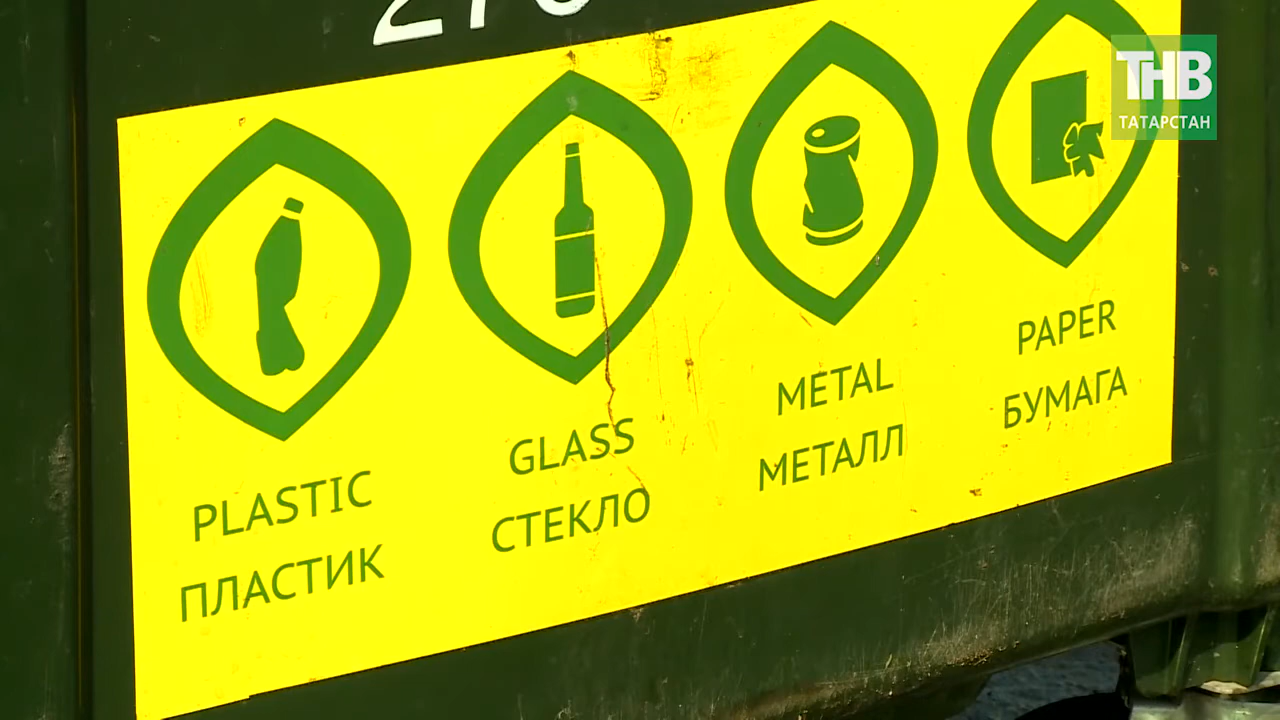 ТНВ
ТАТАРСТАН
PLASTIC
ПЛАСТИК
GLASS
СТЕКЛО
METAL
МЕТАЛЛ
PAPER
БУМАГА